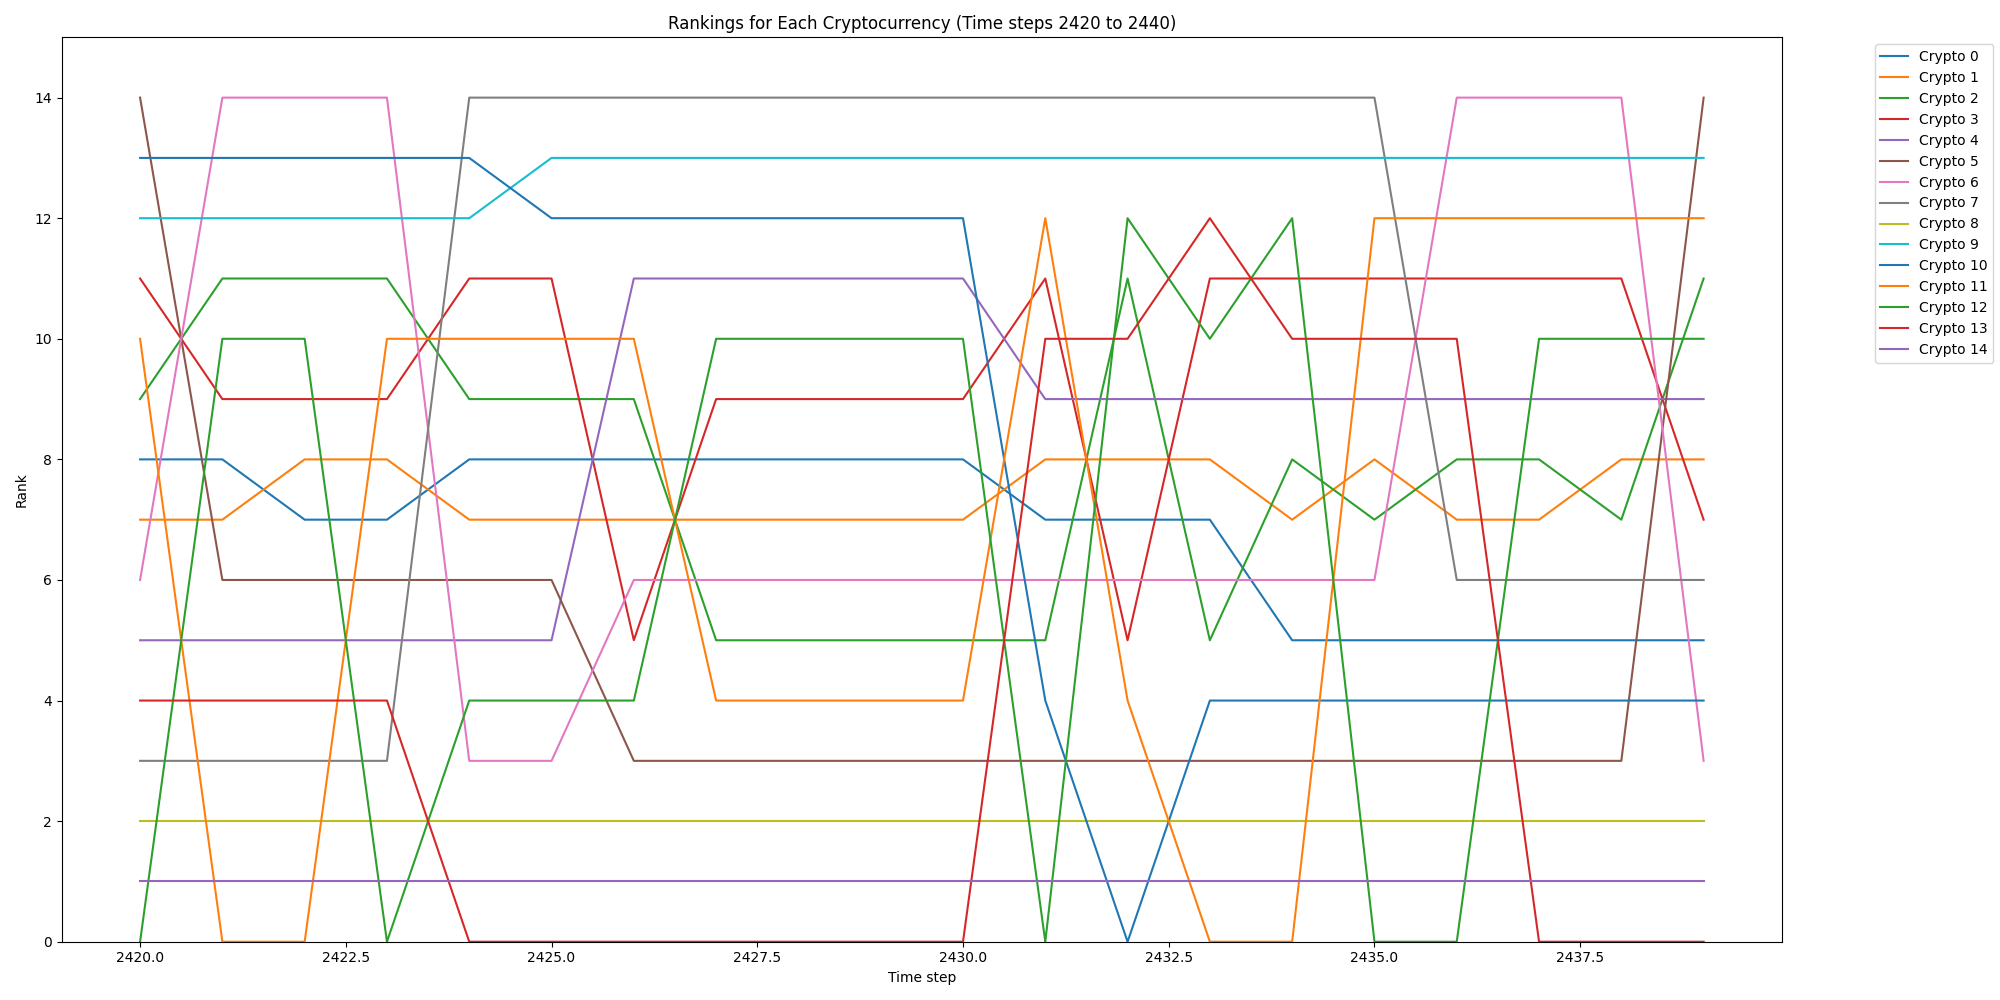 Rankings for Each Cryptocurrency (Time steps 2420 to 2440)
Crypto 0
Crypto 1
Crypto 2
Crypto 3
Crypto 4
Crypto 5
Crypto 6
Crypto 7
Crypto 8
Crypto 9
Crypto 10
Crypto 11
Crypto 12
Crypto 13
Crypto 14
Rank
14
12
10
8
6
4
2
0
2420.0 2422.5 2425.0 2427.5 2430.0 2432.5 2435.0 2437.5
Time step